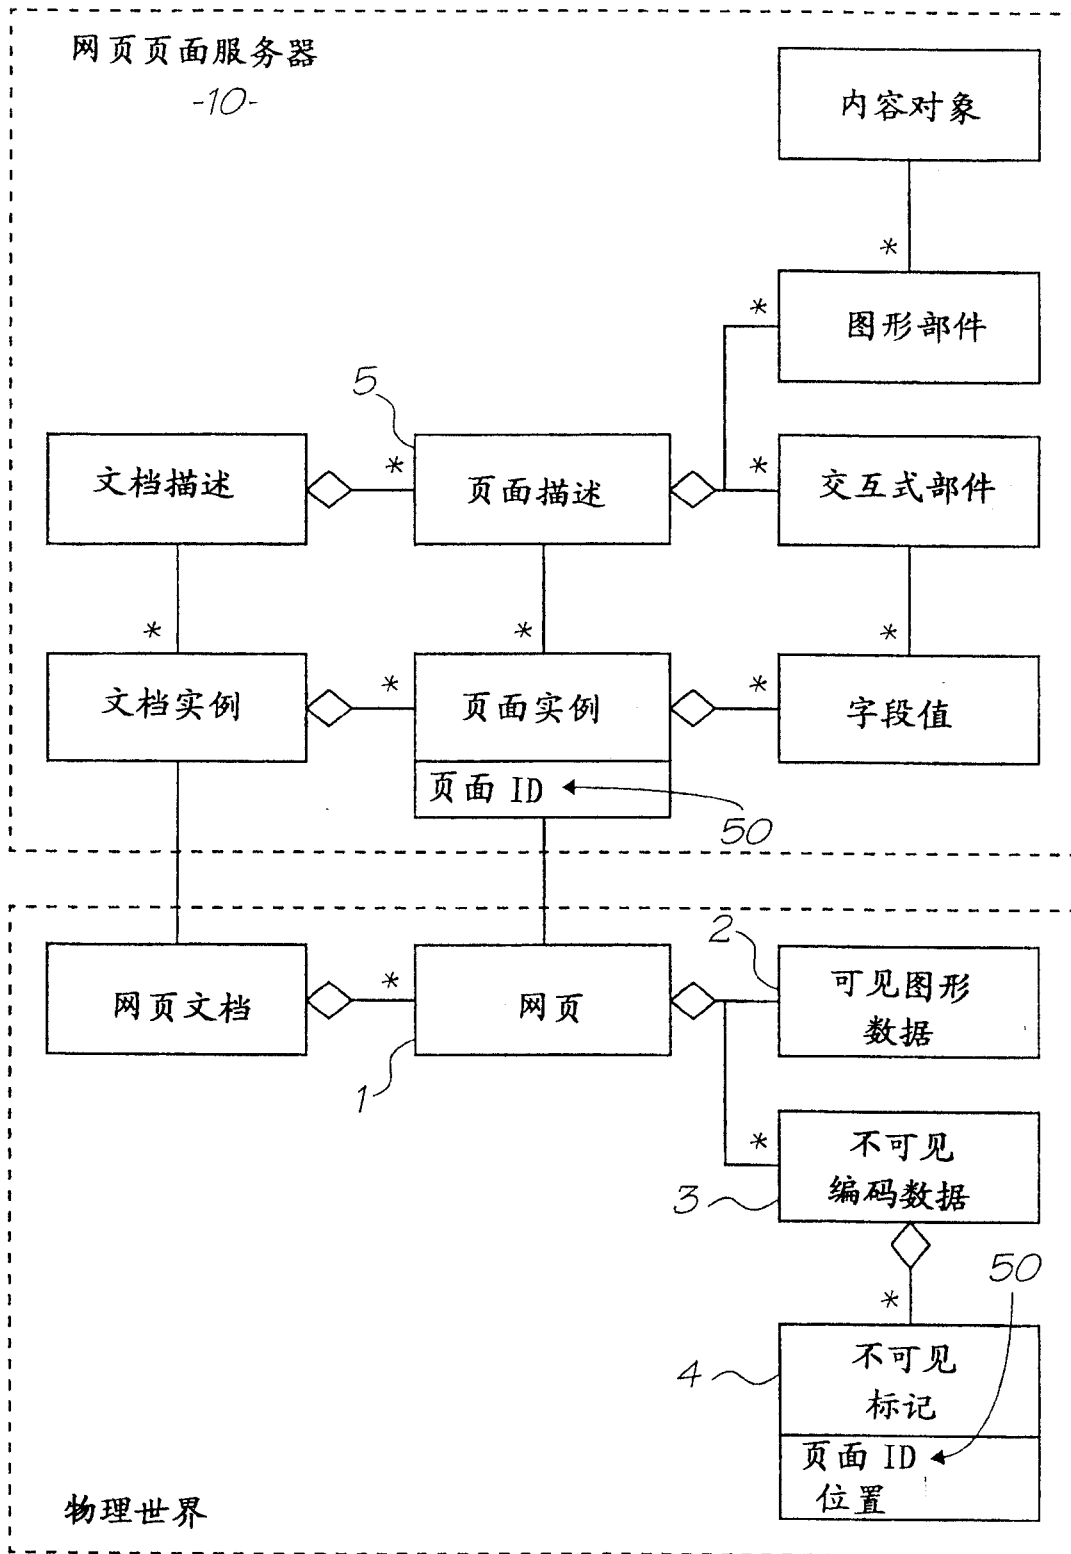 网页页面服务器
-10-
内容对象
*
*
图形部件
5
文档描述
*
页面描述
*
交互式部件
*
*
*
文档实例
*
页面实例
*
字段值
页面 ID
50
网页文档
*
网页
2
可见图形
数据
1
*
不可见
编码数据
3
50
*
4
不可见
标记
页面 ID
位置
物理世界